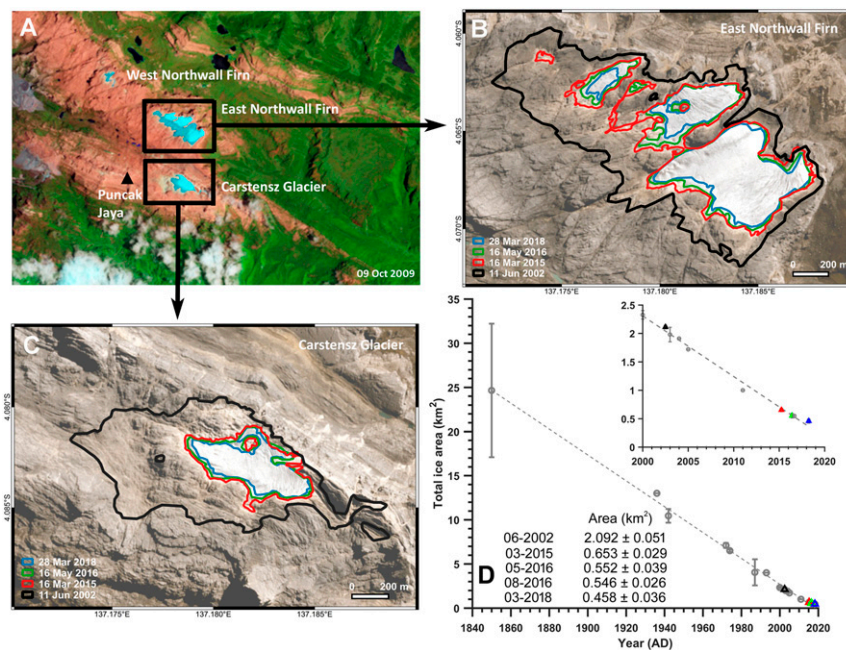 A
West Northwall Firn
East Northwall Firn
Carstensz Glacier
Puncak
Jaya
09 Oct 2009
B
East Northwall Firn
4.060°S
4.065°S
4.070°S
28 Mar 2018
16 May 2016
16 Mar 2015
11 Jun 2002
200 m
137.175°E
137.180°E
137.185°E
C
Carstensz Glacier
4.080°S
4.085°S
28 Mar 2018
16 May 2016
16 Mar 2015
11 Jun 2002
200 m
137.175°E
137.180°E
137.185°E
D
Total ice area (km²)
35
30
25
20
15
10
5
0
1840 1860 1880 1900 1920 1940 1960 1980 2000 2020
Year (AD)
2.5
2
1.5
1
0.5
0
2000 2005 2010 2015 2020
Area (km²)
06-2002 2.092 ± 0.051
03-2015 0.653 ± 0.029
05-2016 0.552 ± 0.039
08-2016 0.546 ± 0.026
03-2018 0.458 ± 0.036